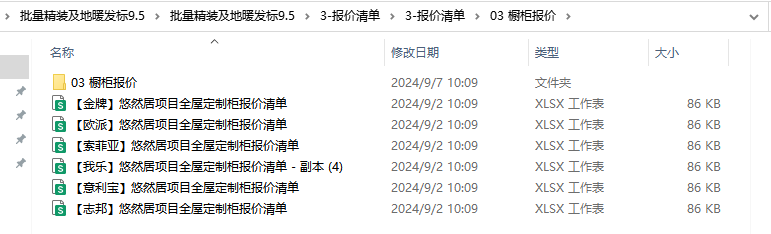 批量精装及地暖发标9.5 > 批量精装及地暖发标9.5 > 3-报价清单 > 3-报价清单 > 03 橱柜报价 >
名称 修改日期 类型 大小
03 橱柜报价 2024/9/7 10:09 文件夹
【金牌】悠然居项目全屋定制柜报价清单 2024/9/2 10:09 XLSX 工作表 86 KB
【欧派】悠然居项目全屋定制柜报价清单 2024/9/2 10:09 XLSX 工作表 86 KB
【索菲亚】悠然居项目全屋定制柜报价清单 2024/9/2 10:09 XLSX 工作表 86 KB
【我乐】悠然居项目全屋定制柜报价清单 - 副本 (4) 2024/9/2 10:09 XLSX 工作表 86 KB
【意利宝】悠然居项目全屋定制柜报价清单 2024/9/2 10:09 XLSX 工作表 86 KB
【志邦】悠然居项目全屋定制柜报价清单 2024/9/2 10:09 XLSX 工作表 86 KB